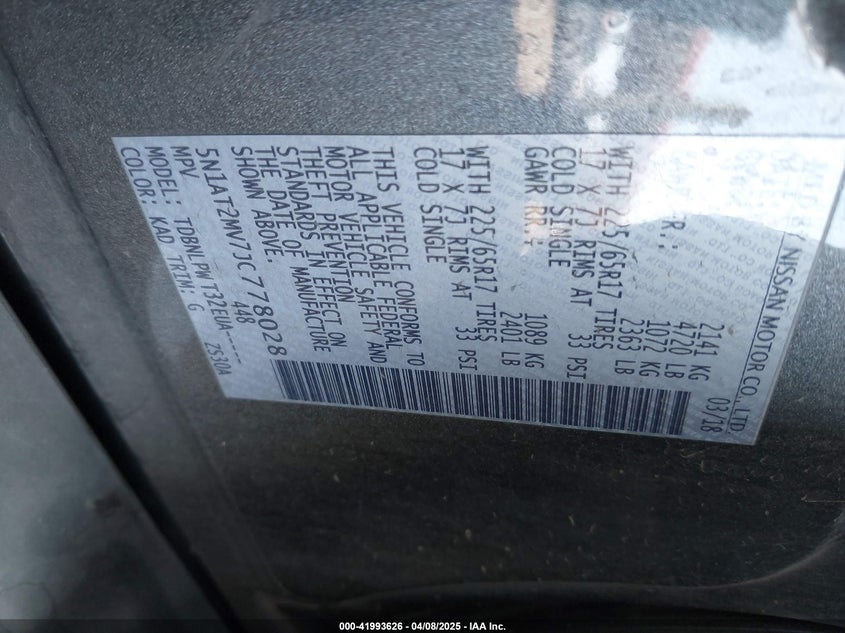 NISSAN MOTOR CO., LTD.
03/18
2141 KG
4720 LB
1072 KG
2363 LB
WITH 225/65R17 TIRES
17 X 7J RIMS AT 33 PSI
COLD SINGLE
GAWR RR.: 1089 KG
2401 LB
WITH 225/65R17 TIRES
17 X 7J RIMS AT 33 PSI
COLD SINGLE
THIS VEHICLE CONFORMS TO
ALL APPLICABLE FEDERAL
MOTOR VEHICLE SAFETY AND
THEFT PREVENTION
STANDARDS IN EFFECT ON
THE DATE OF MANUFACTURE
SHOWN ABOVE.
5N1AT2MV7JC778028
MPV 448
MODEL: TDBNLPW T32EUA----
COLOR: KAD TRIM: G 2S30A
000-41993626 - 04/08/2025 - IAA Inc.